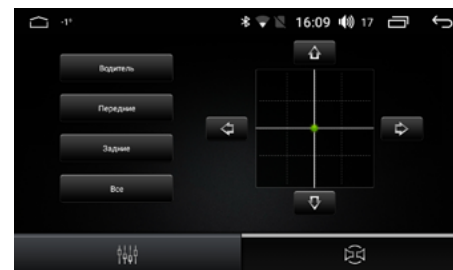 -1° 16:09 17
Водитель
Передние
Задние
Все